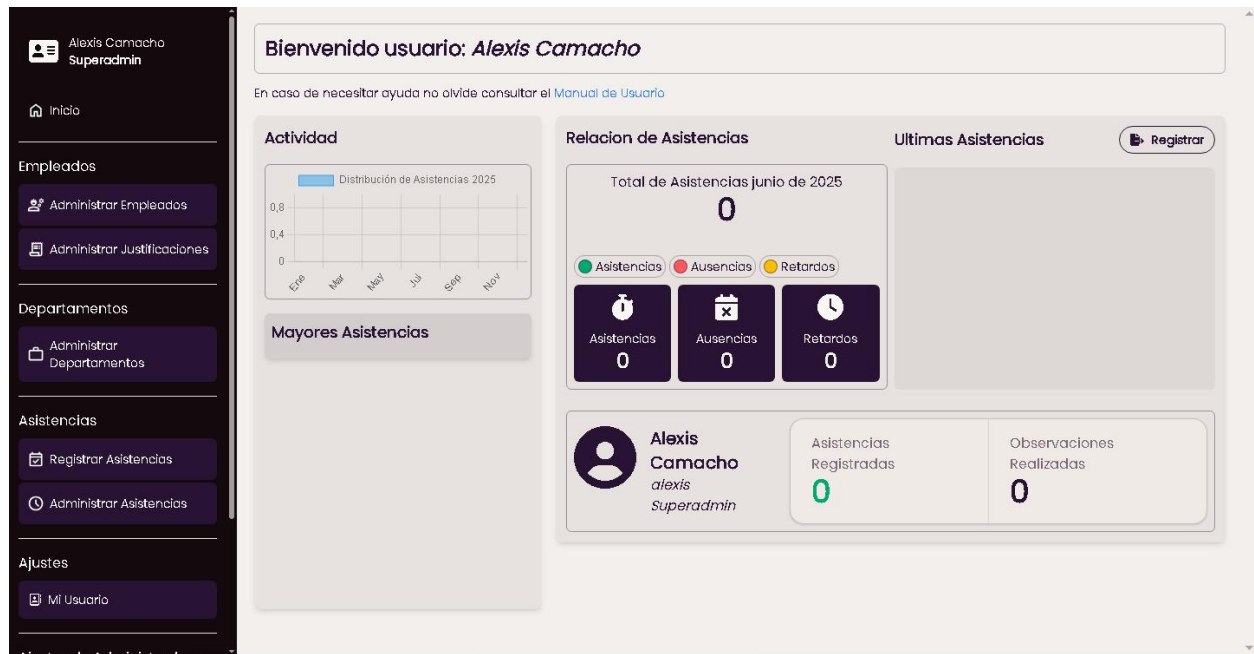 Alexis Camacho
Superadmin
Inicio
Empleados
Administrar Empleados
Administrar Justificaciones
Departamentos
Administrar
Departamentos
Asistencias
Registrar Asistencias
Administrar Asistencias
Ajustes
Mi Usuario
Bienvenido usuario: Alexis Camacho
En caso de necesitar ayuda no olvide consultar el Manual de Usuario
Actividad
Distribución de Asistencias 2025
0,8
0,4
0
Ene Mar May Jul Sep Nov
Mayores Asistencias
Relacion de Asistencias
Total de Asistencias junio de 2025
0
Asistencias Ausencias Retardos
Asistencias
0
Ausencias
0
Retardos
0
Ultimas Asistencias
Registrar
Alexis
Camacho
alexis
Superadmin
Asistencias
Registradas
0
Observaciones
Realizadas
0